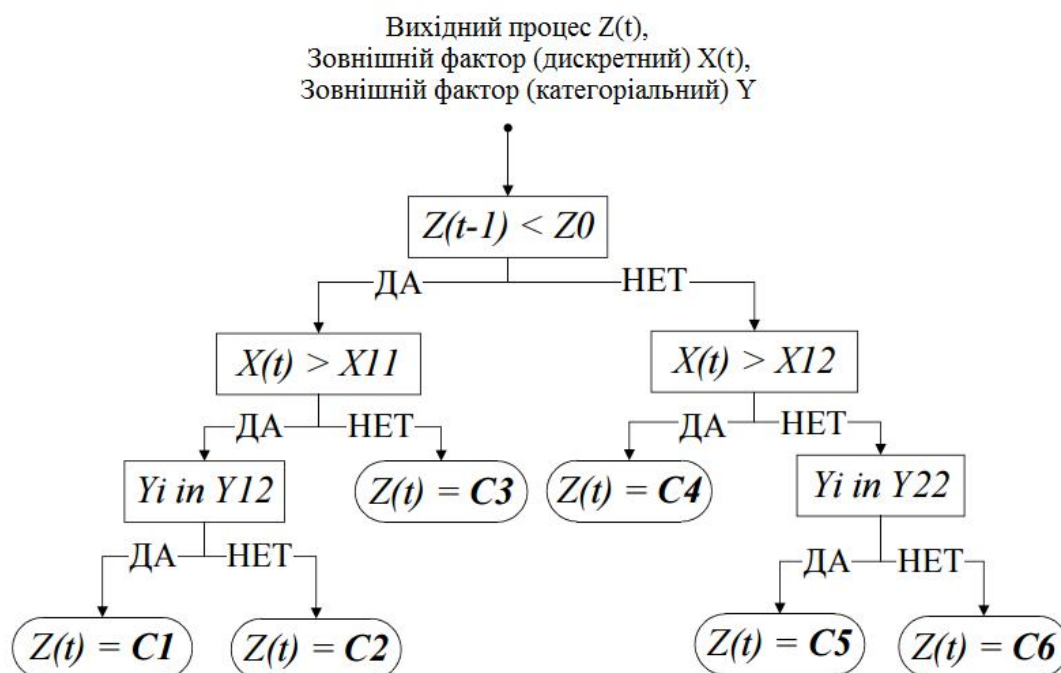 Вихідний процес Z(t),
Зовнішній фактор (дискретний) X(t),
Зовнішній фактор (категоріальний) Y
Z(t-1) < Z0
ДА
НЕТ
X(t) > X11
X(t) > X12
ДА
НЕТ
ДА
НЕТ
Yi in Y12
Z(t) = C3
Z(t) = C4
Yi in Y22
ДА
НЕТ
ДА
НЕТ
Z(t) = C1
Z(t) = C2
Z(t) = C5
Z(t) = C6